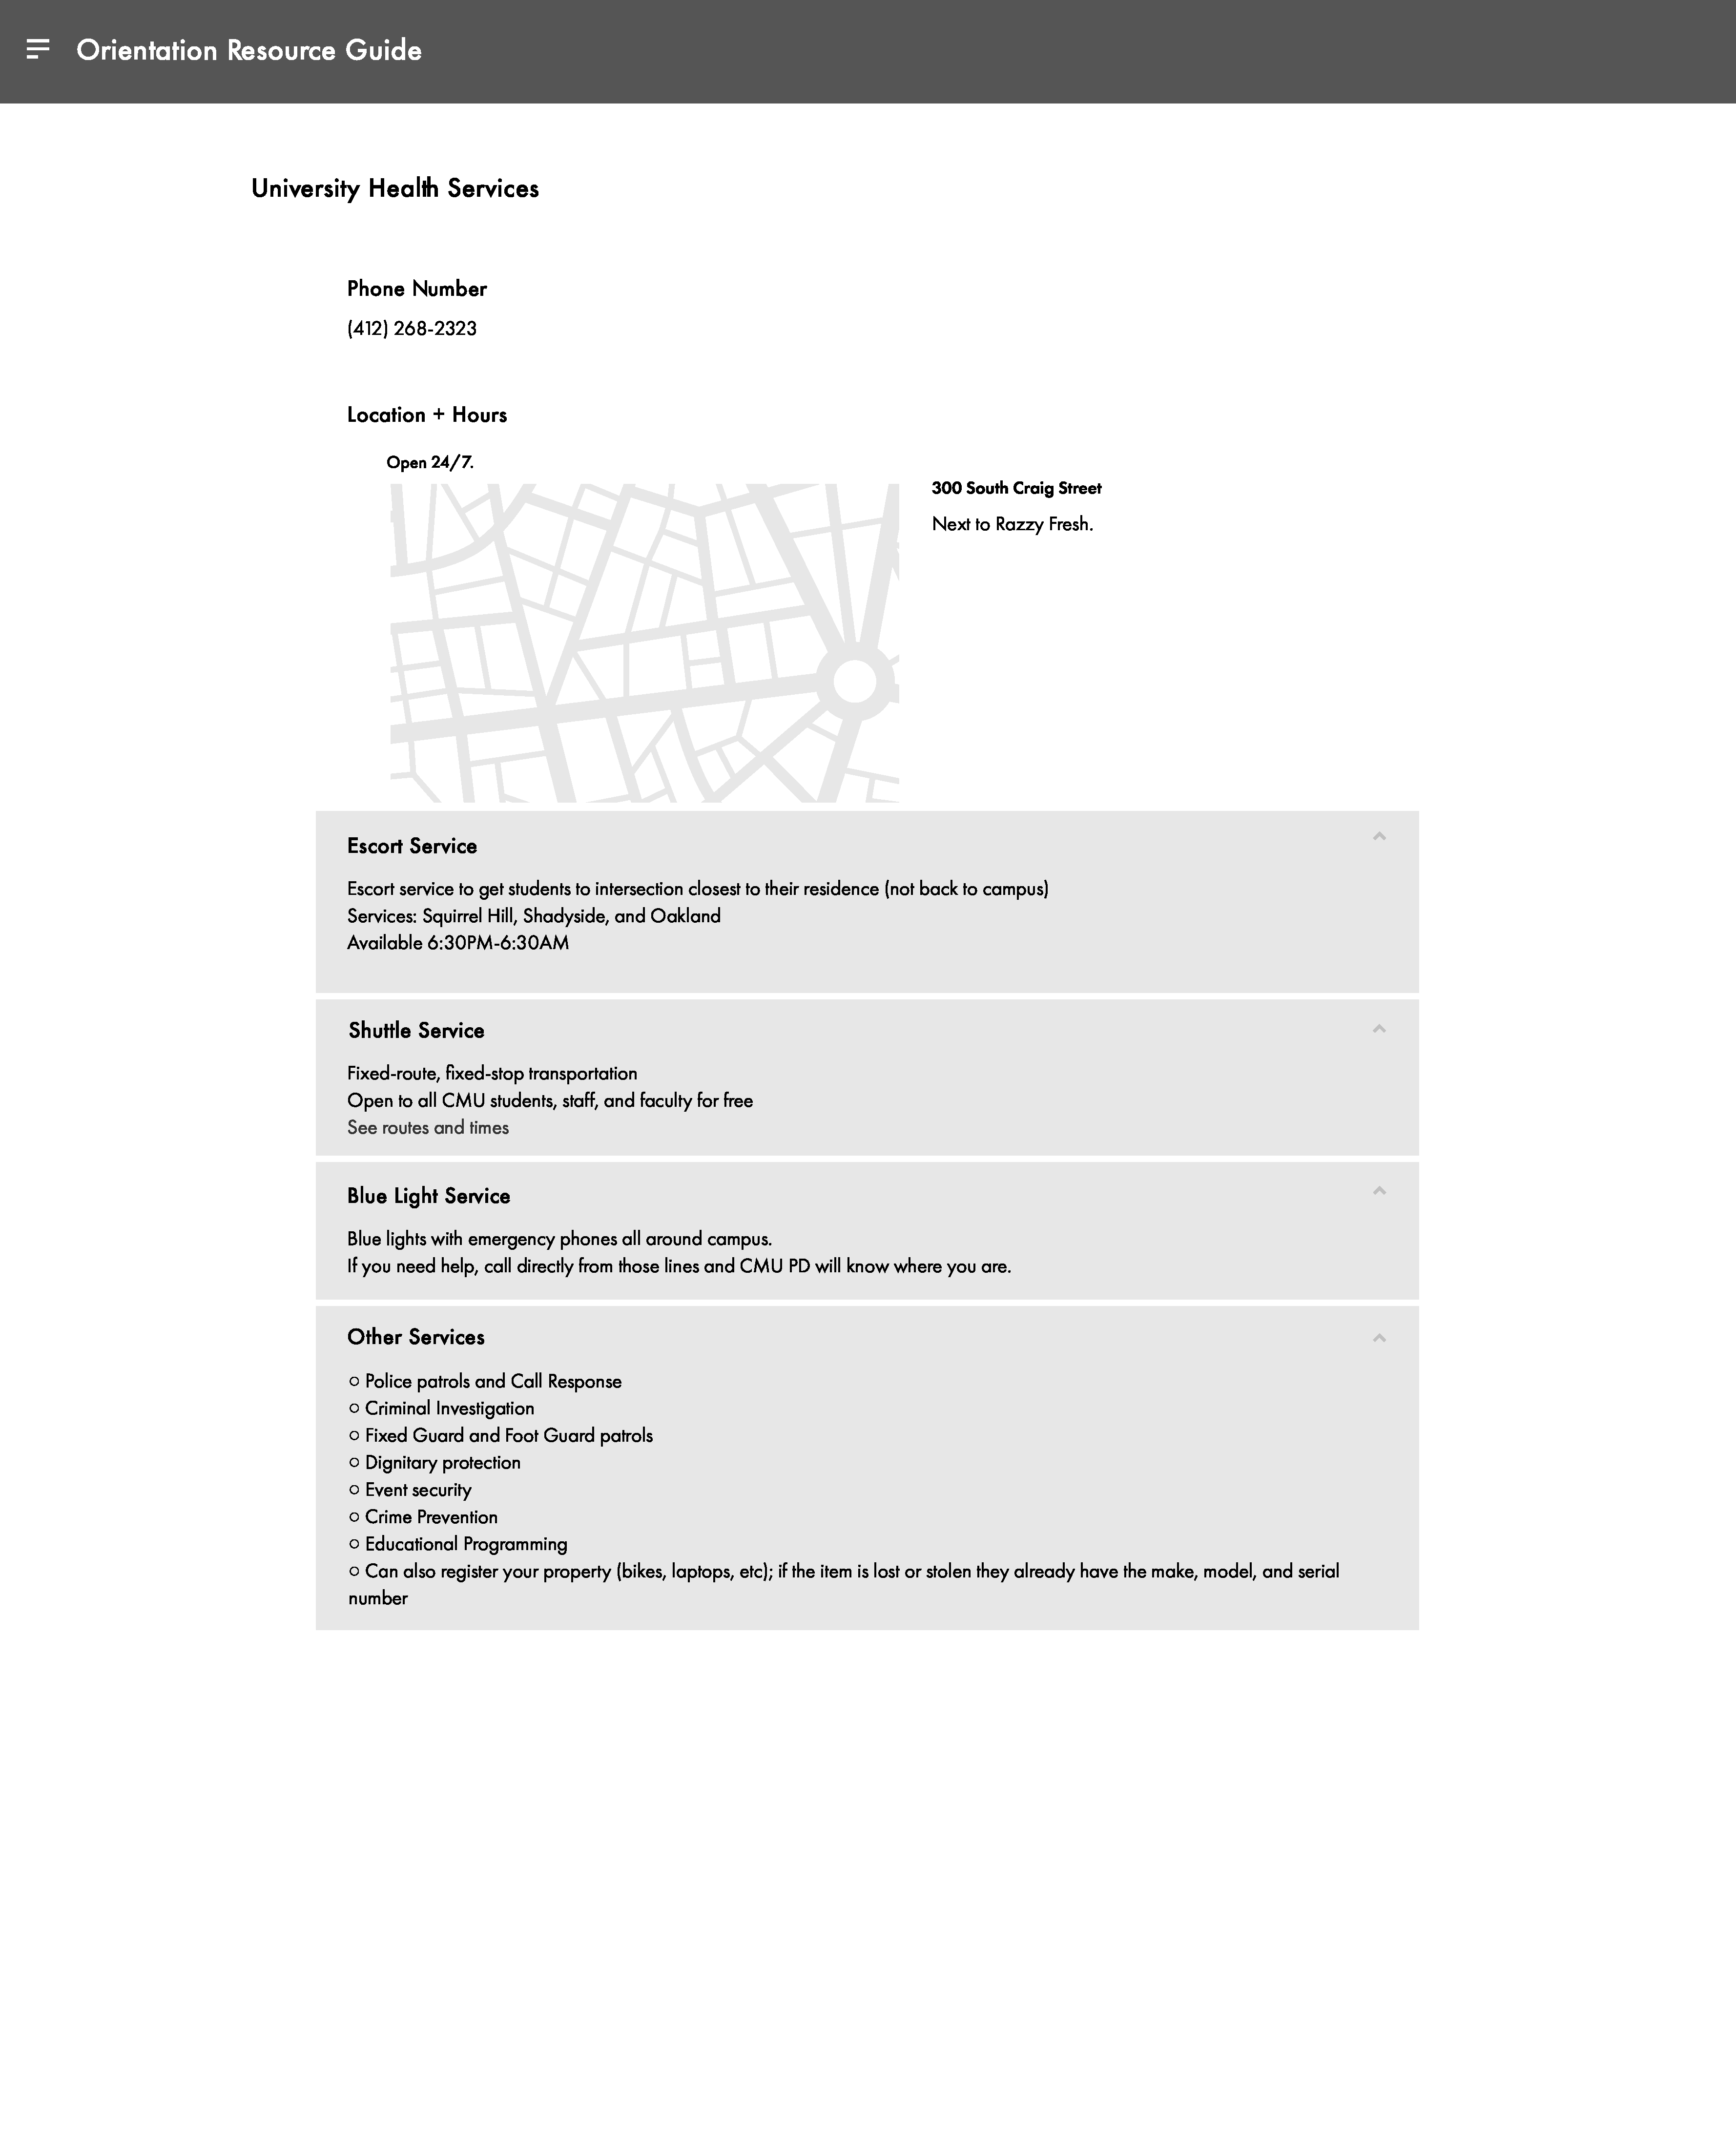 Orientation Resource Guide
University Health Services
Phone Number
(412) 268-2323
Location + Hours
Open 24/7.
300 South Craig Street
Next to Razzy Fresh.
Escort Service
Escort service to get students to intersection closest to their residence (not back to campus)
Services: Squirrel Hill, Shadyside, and Oakland
Available 6:30PM-6:30AM
Shuttle Service
Fixed-route, fixed-stop transportation
Open to all CMU students, staff, and faculty for free
See routes and times
Blue Light Service
Blue lights with emergency phones all around campus.
If you need help, call directly from those lines and CMU PD will know where you are.
Other Services
○ Police patrols and Call Response
○ Criminal Investigation
○ Fixed Guard and Foot Guard patrols
○ Dignitary protection
○ Event security
○ Crime Prevention
○ Educational Programming
○ Can also register your property (bikes, laptops, etc); if the item is lost or stolen they already have the make, model, and serial
number